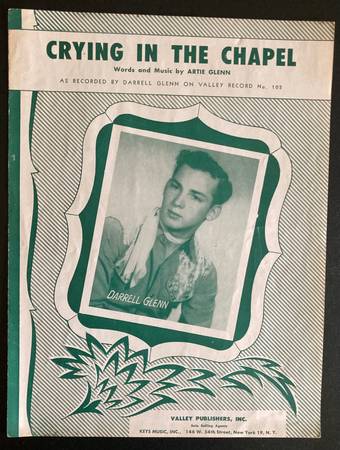 CRYING IN THE CHAPEL
Words and Music by ARTIE GLENN
AS RECORDED BY DARRELL GLENN ON VALLEY RECORD No. 105
DARRELL GLENN
VALLEY PUBLISHERS, INC.
Sole Selling Agency
KEYS MUSIC, INC., 146 W. 54th Street, New York 19, N. Y.